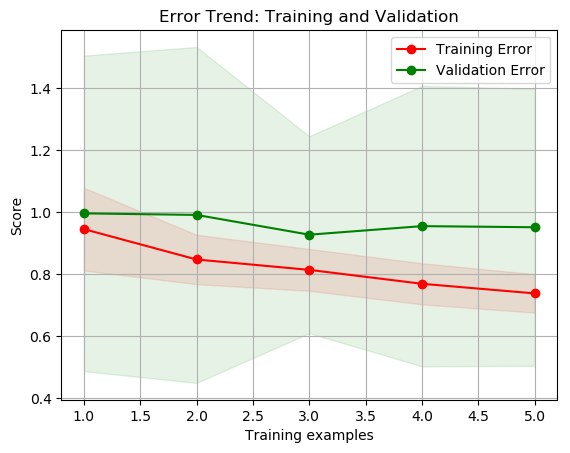 Error Trend: Training and Validation
Training Error
Validation Error
Score
1.4
1.2
1.0
0.8
0.6
0.4
1.0 1.5 2.0 2.5 3.0 3.5 4.0 4.5 5.0
Training examples